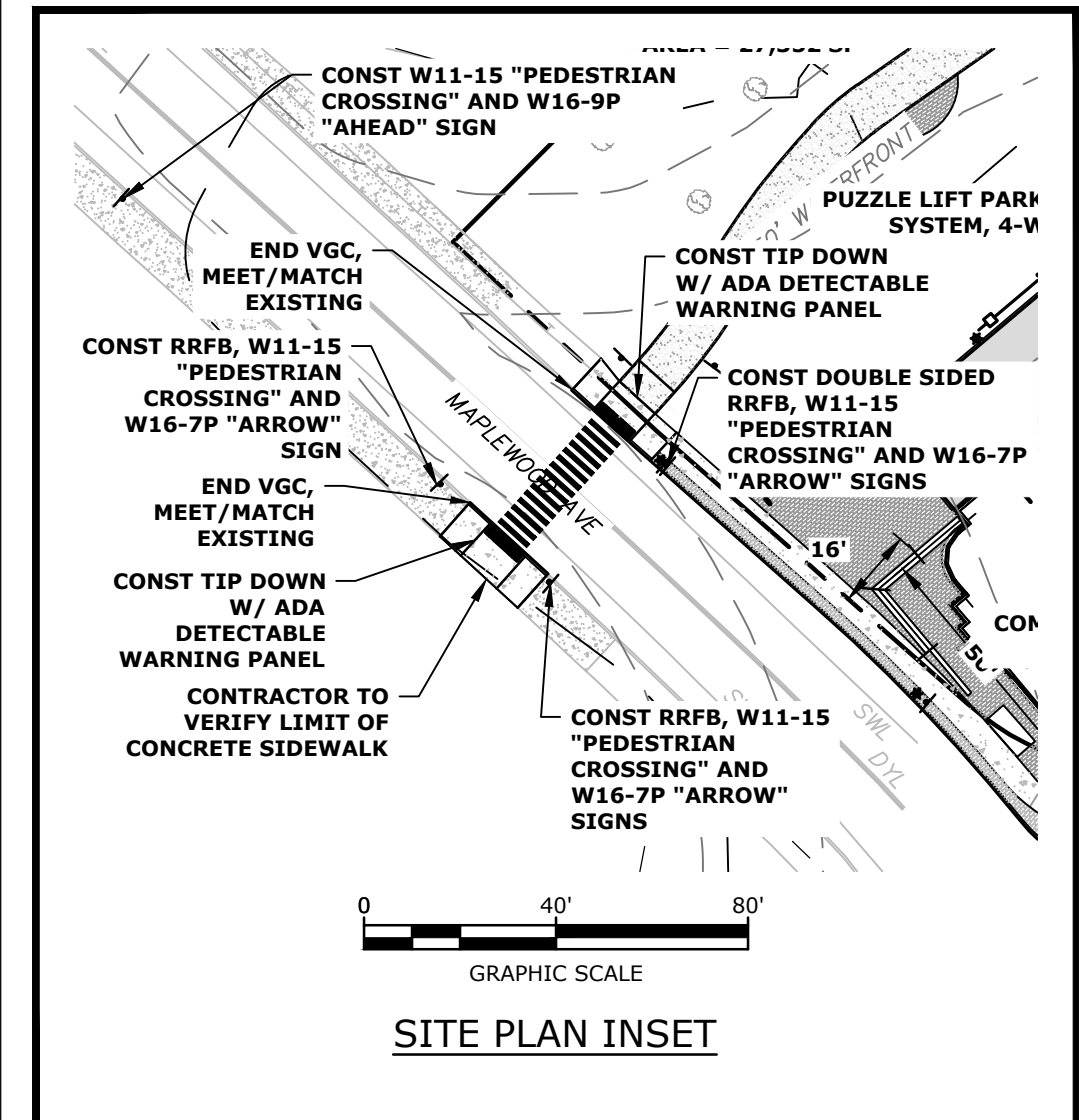 CONST W11-15 "PEDESTRIAN
CROSSING" AND W16-9P
"AHEAD" SIGN
PUZZLE LIFT PARK
SYSTEM, 4-W
END VGC,
MEET/MATCH
EXISTING
CONST TIP DOWN
W/ ADA DETECTABLE
WARNING PANEL
CONST RRFB, W11-15
"PEDESTRIAN
CROSSING" AND
W16-7P "ARROW"
SIGN
CONST DOUBLE SIDED
RRFB, W11-15
"PEDESTRIAN
CROSSING" AND W16-7P
"ARROW" SIGNS
MAPLEWOOD AVE
END VGC,
MEET/MATCH
EXISTING
16'
CONST TIP DOWN
W/ ADA
DETECTABLE
WARNING PANEL
COM
CONTRACTOR TO
VERIFY LIMIT OF
CONCRETE SIDEWALK
CONST RRFB, W11-15
"PEDESTRIAN
CROSSING" AND
W16-7P "ARROW"
SIGNS
SWL
DYL
0 40' 80'
GRAPHIC SCALE
SITE PLAN INSET